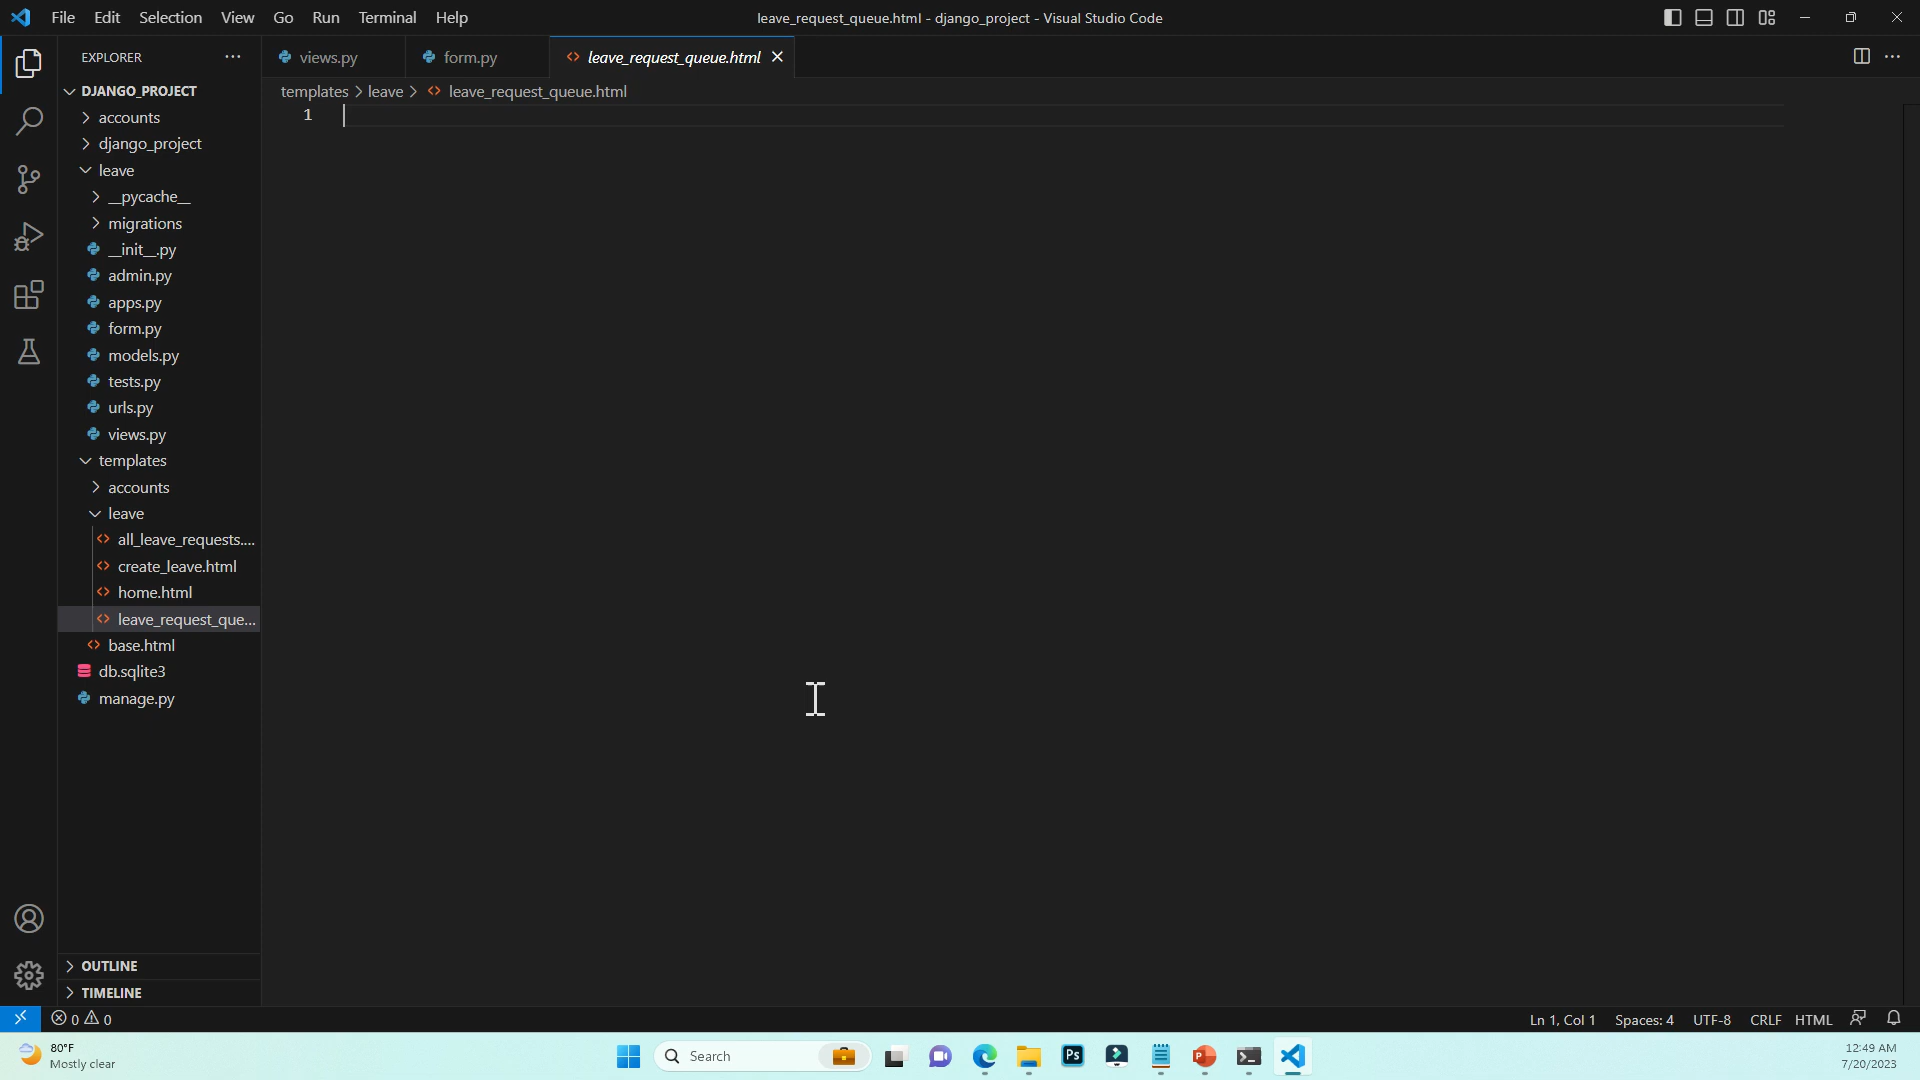 File Edit Selection View Go Run Terminal Help
leave_request_queue.html - django_project - Visual Studio Code
EXPLORER
views.py
form.py
leave_request_queue.html
templates > leave > leave_request_queue.html
1
DJANGO_PROJECT
accounts
django_project
leave
__pycache__
migrations
__init__.py
admin.py
apps.py
form.py
models.py
tests.py
urls.py
views.py
templates
accounts
leave
all_leave_requests....
create_leave.html
home.html
leave_request_que...
base.html
db.sqlite3
manage.py
OUTLINE
TIMELINE
0 0
Ln 1, Col 1 Spaces: 4 UTF-8 CRLF HTML
80°F
Mostly clear
Search
Ps
P
12:49 AM
7/20/2023